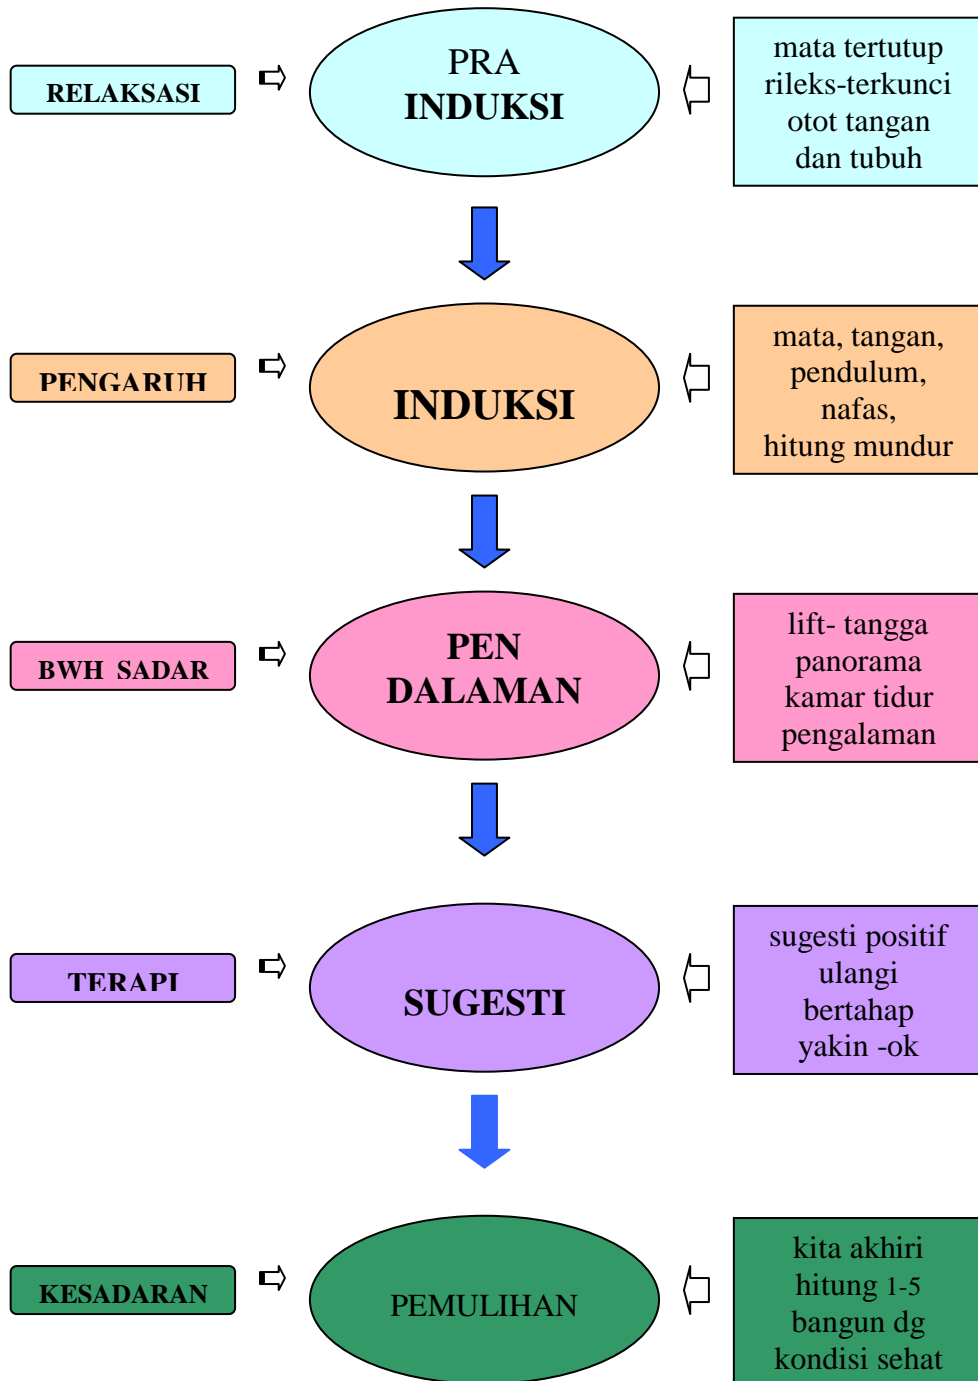 RELAKSASI
PRA
INDUKSI
mata tertutup
rileks-terkunci
otot tangan
dan tubuh
PENGARUH
INDUKSI
mata, tangan,
pendulum,
nafas,
hitung mundur
BWH SADAR
PEN
DALAMAN
lift- tangga
panorama
kamar tidur
pengalaman
TERAPI
SUGESTI
sugesti positif
ulangi
bertahap
yakin -ok
KESADARAN
PEMULIHAN
kita akhiri
hitung 1-5
bangun dg
kondisi sehat